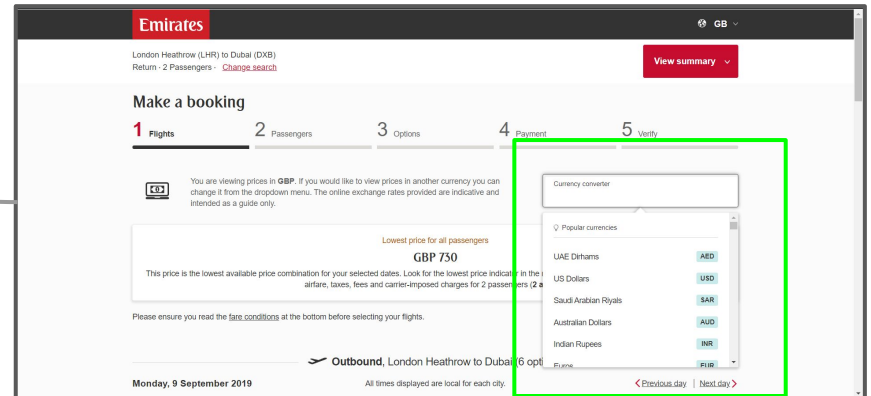 Emirates
GB
London Heathrow (LHR) to Dubai (DXB)
Return · 2 Passengers · Change search
View summary
Make a booking
1 Flights
2 Passengers
3 Options
4 Payment
5 Verify
You are viewing prices in GBP. If you would like to view prices in another currency you can
change it from the dropdown menu. The online exchange rates provided are indicative and
intended as a guide only.
Currency converter
Popular currencies
UAE Dirhams AED
US Dollars USD
Saudi Arabian Riyals SAR
Australian Dollars AUD
Indian Rupees INR
Euros EUR
Lowest price for all passengers
GBP 730
This price is the lowest available price combination for your selected dates. Look for the lowest price indicator in the
airfare, taxes, fees and carrier-imposed charges for 2 passengers (2 a
Please ensure you read the fare conditions at the bottom before selecting your flights.
Outbound, London Heathrow to Dubai (6 opti
Monday, 9 September 2019
All times displayed are local for each city.
Previous day | Next day